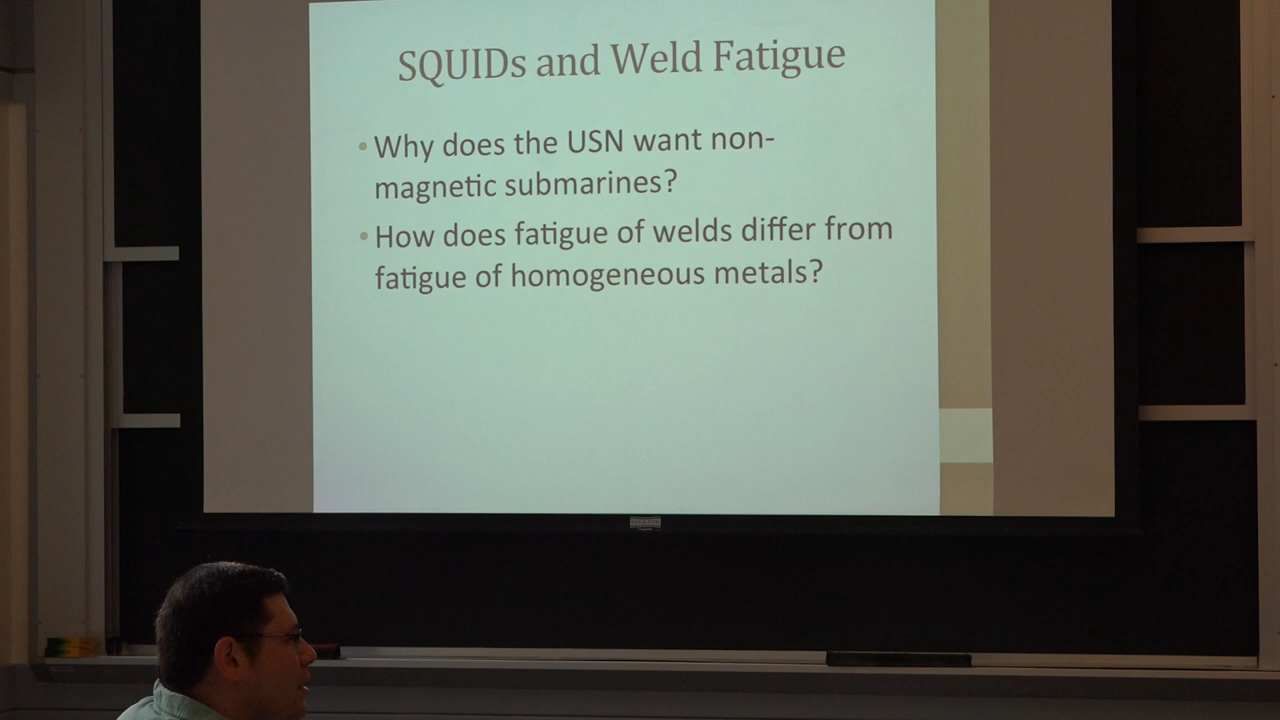 SQUIDs and Weld Fatigue
• Why does the USN want non-
magnetic submarines?
• How does fatigue of welds differ from
fatigue of homogeneous metals?